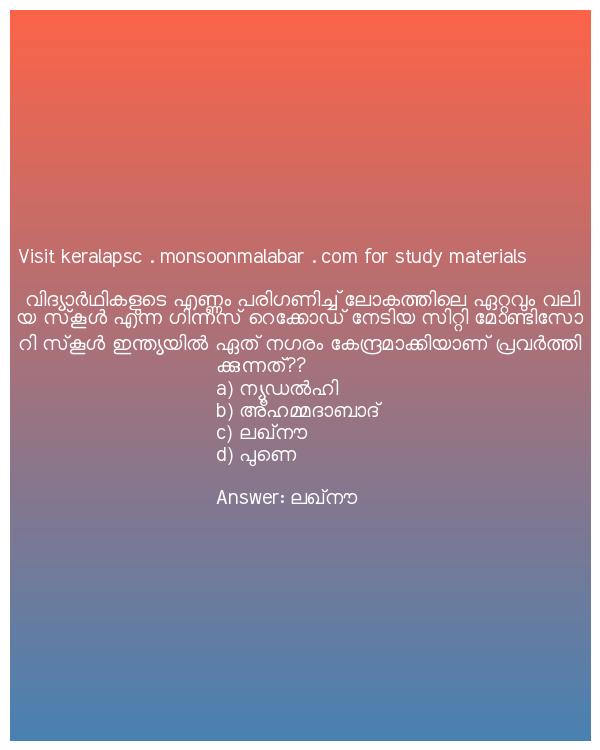 Visit keralapsc . monsoonmalabar . com for study materials
വിദ്യാർഥികളുടെ എണ്ണം പരിഗണിച്ച് ലോകത്തിലെ ഏറ്റവും വലി
യ സ്കൂൾ എന്ന ഗിന്നസ് റെക്കോഡ് നേടിയ സിറ്റി മോണ്ടിസോ
റി സ്കൂൾ ഇന്ത്യയിൽ ഏത് നഗരം കേന്ദ്രമാക്കിയാണ് പ്രവർത്തി
ക്കുന്നത്??
a) ന്യൂഡൽഹി
b) അഹമ്മദാബാദ്
c) ലഖ്നൗ
d) പുണെ
Answer: ലഖ്നൗ